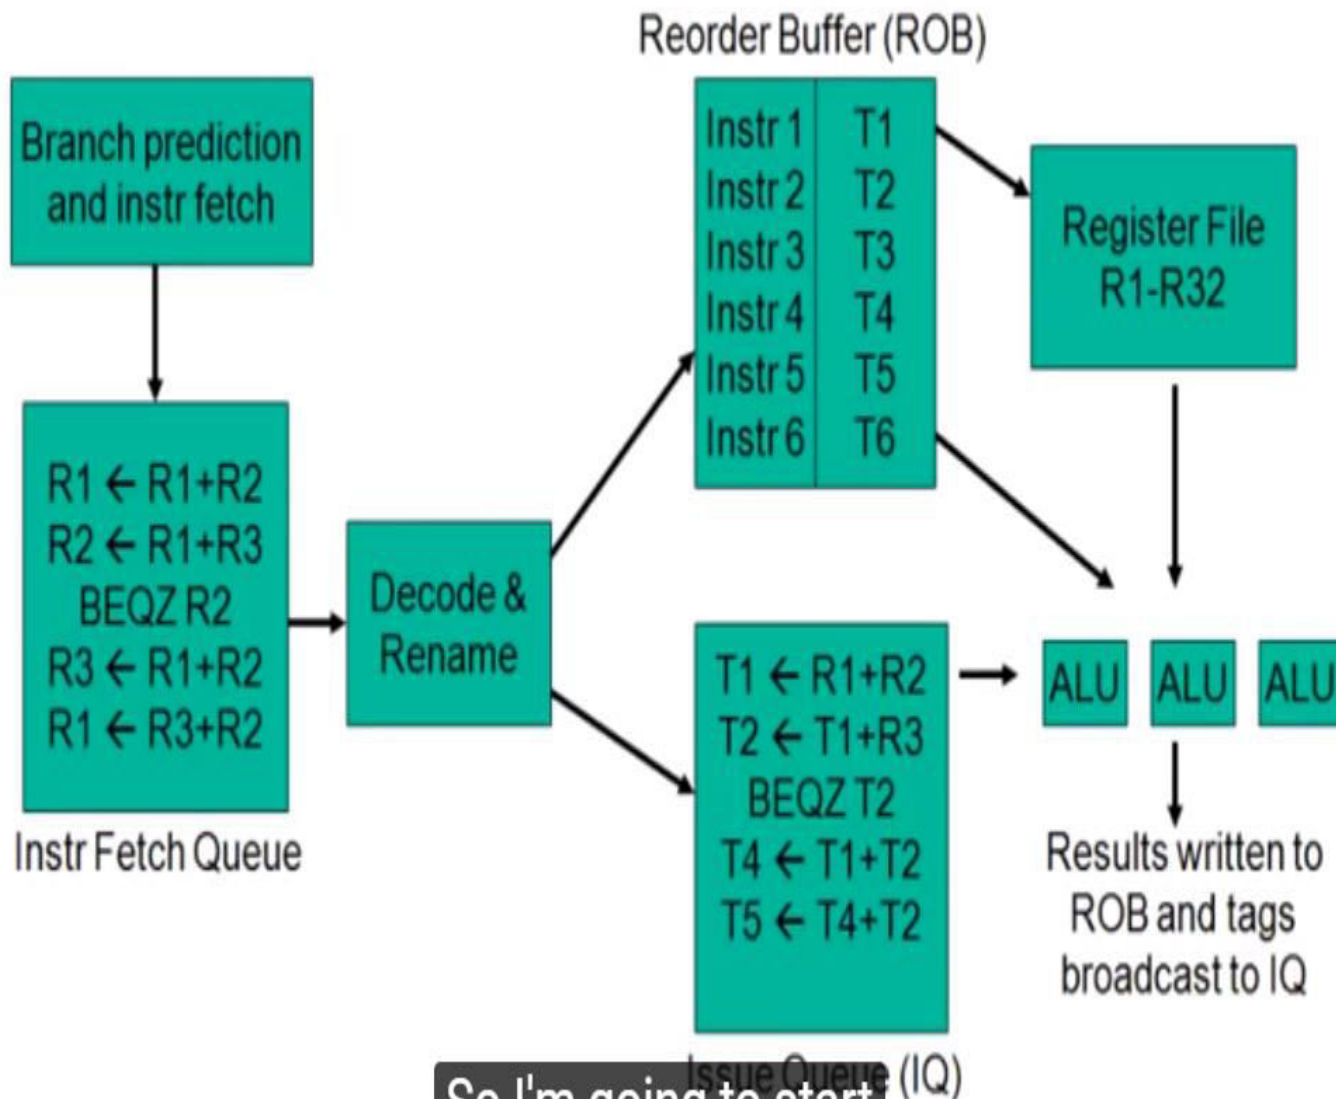 Reorder Buffer (ROB)
Branch prediction
and instr fetch
Instr 1 T1
Instr 2 T2
Instr 3 T3
Instr 4 T4
Instr 5 T5
Instr 6 T6
Register File
R1-R32
R1 ← R1+R2
R2 ← R1+R3
BEQZ R2
R3 ← R1+R2
R1 ← R3+R2
Instr Fetch Queue
Decode &
Rename
T1 ← R1+R2
T2 ← T1+R3
BEQZ T2
T4 ← T1+T2
T5 ← T4+T2
Issue Queue (IQ)
ALU ALU ALU
Results written to
ROB and tags
broadcast to IQ
So I'm going to start